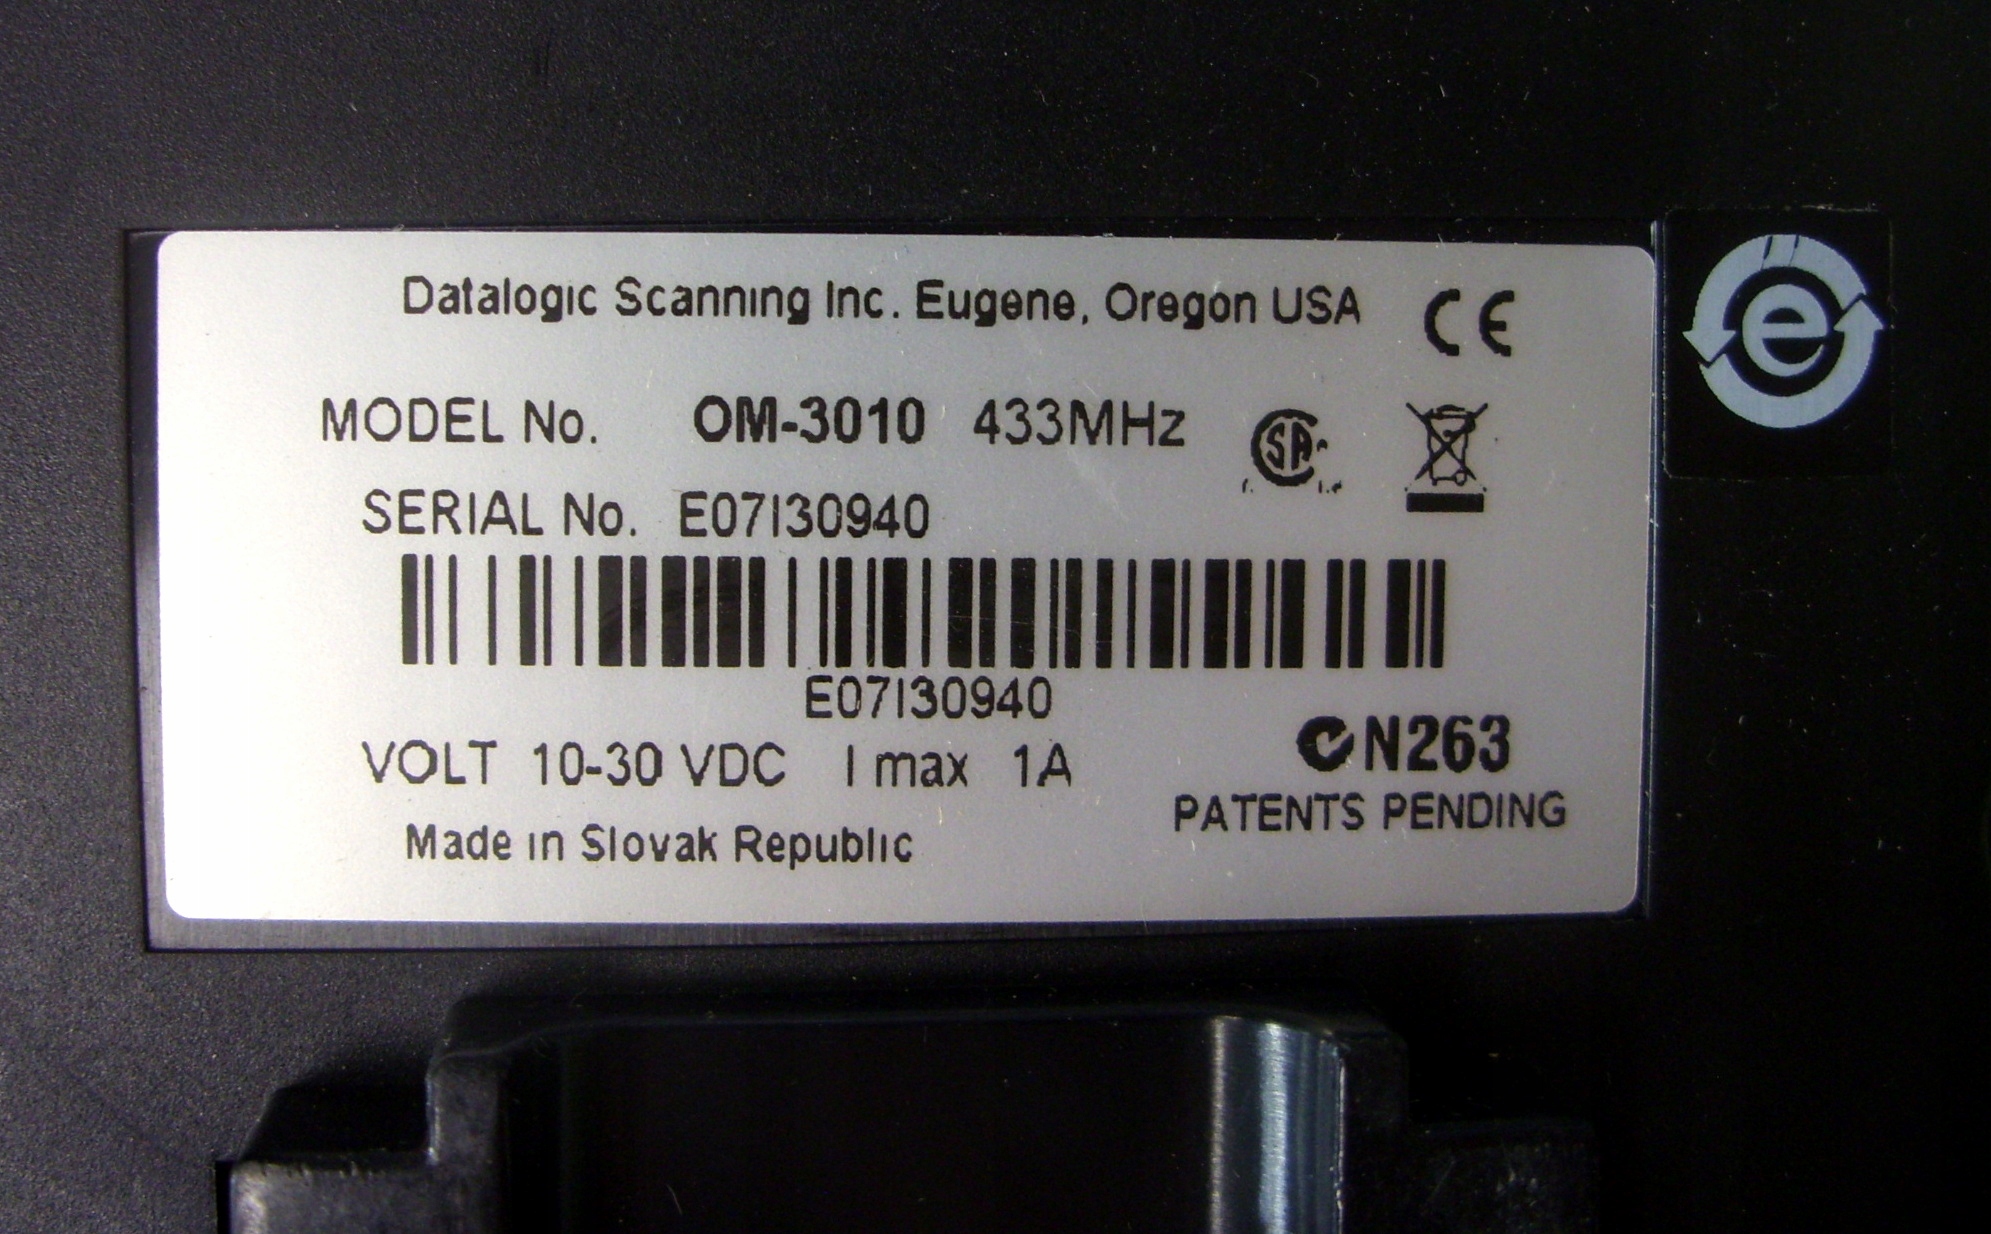 Datalogic Scanning Inc. Eugene, Oregon USA
CE
e
MODEL No. OM-3010 433MHz
SA
SERIAL No. E07I30940
E07I30940
VOLT 10-30 VDC I max 1A
N263
PATENTS PENDING
Made in Slovak Republic